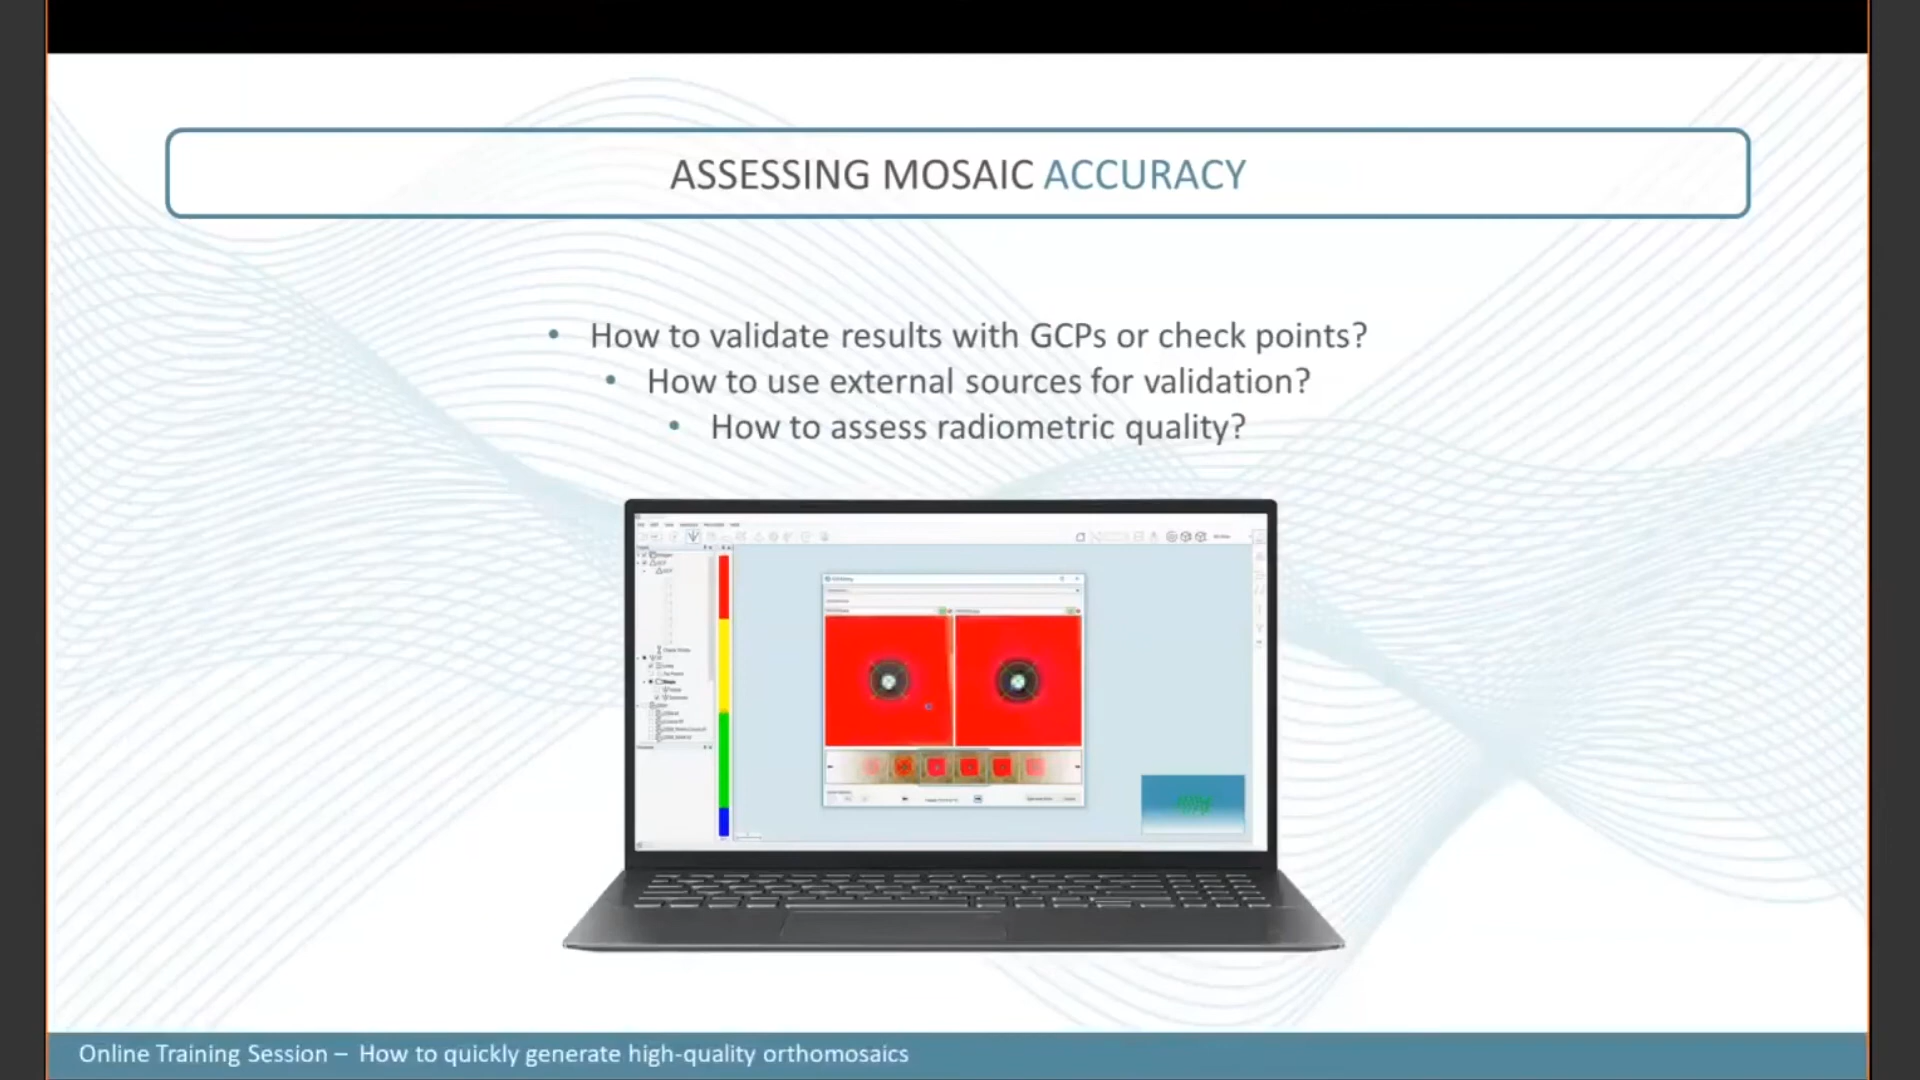 ASSESSING MOSAIC ACCURACY
• How to validate results with GCPs or check points?
• How to use external sources for validation?
• How to assess radiometric quality?
Online Training Session – How to quickly generate high-quality orthomosaics